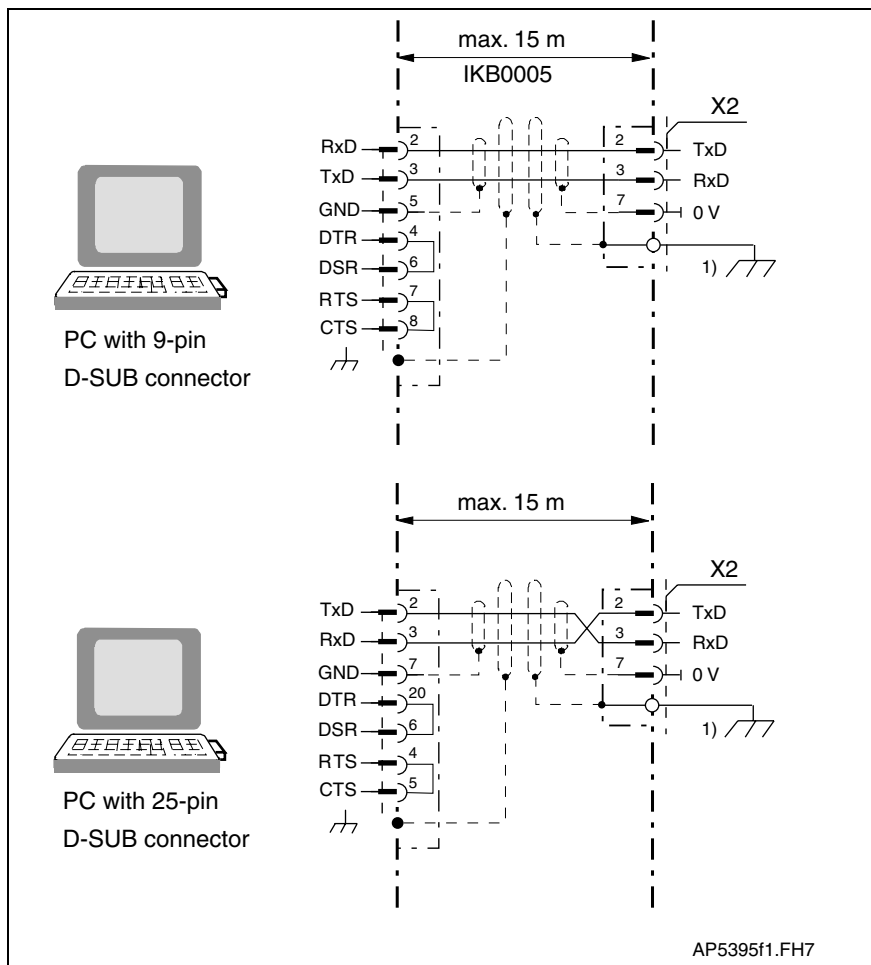 max. 15 m
IKB0005
X2
RxD 2 2 TxD
TxD 3 3 RxD
GND 5 7 0 V
DTR 4
DSR 6 1)
RTS 7
CTS 8
PC with 9-pin
D-SUB connector
max. 15 m
X2
TxD 2 2 TxD
RxD 3 3 RxD
GND 7 7 0 V
DTR 20
DSR 6 1)
RTS 4
CTS 5
PC with 25-pin
D-SUB connector
AP5395f1.FH7